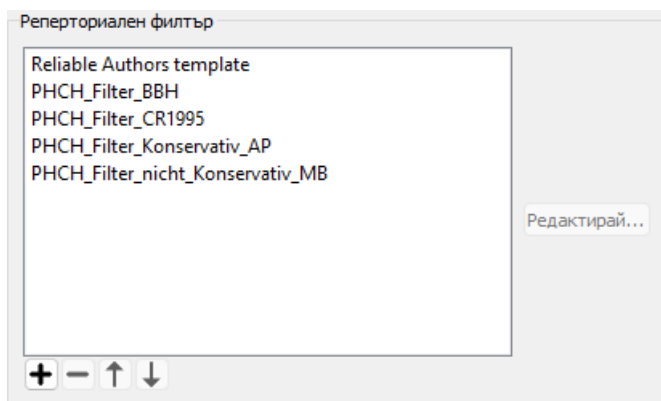 Реперториален филтър
Reliable Authors template
PHCH_Filter_BBH
PHCH_Filter_CR1995
PHCH_Filter_Konservativ_AP
PHCH_Filter_nicht_Konservativ_MB
Редактирай...